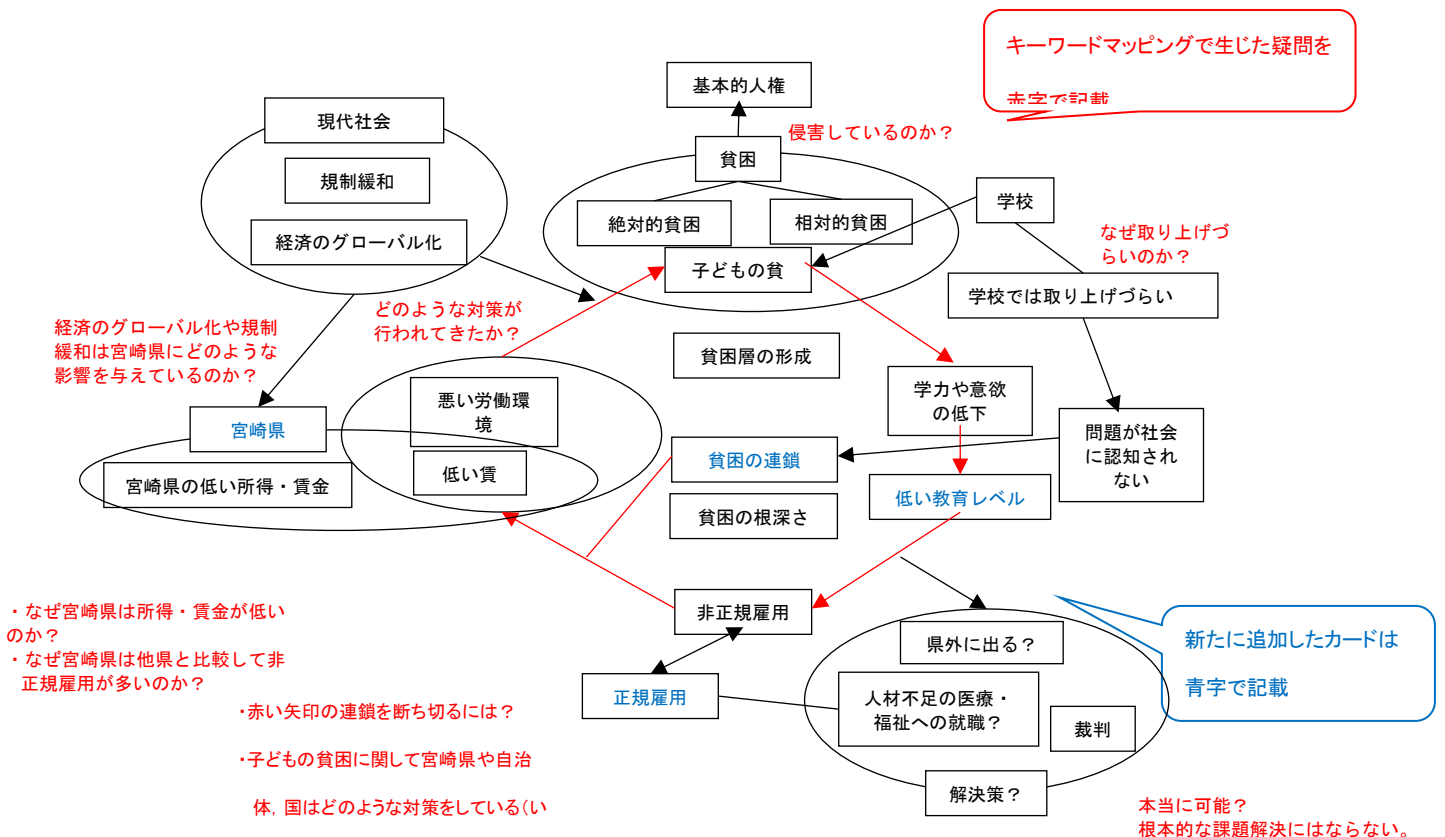 キーワードマッピングで生じた疑問を
赤字で記載
基本的人権
現代社会
侵害しているのか？
貧困
規制緩和
学校
絶対的貧困
相対的貧困
経済のグローバル化
なぜ取り上げづ
らいのか？
子どもの貧
学校では取り上げづらい
どのような対策が
行われてきたか？
経済のグローバル化や規制
緩和は宮崎県にどのような
影響を与えているのか？
貧困層の形成
学力や意欲
の低下
悪い労働環
境
宮崎県
問題が社会
に認知され
ない
貧困の連鎖
低い賃
宮崎県の低い所得・賃金
低い教育レベル
貧困の根深さ
・なぜ宮崎県は所得・賃金が低い
のか？
・なぜ宮崎県は他県と比較して非
正規雇用が多いのか？
非正規雇用
県外に出る？
新たに追加したカードは
青字で記載
正規雇用
人材不足の医療・
福祉への就職？
裁判
・赤い矢印の連鎖を断ち切るには？
・子どもの貧困に関して宮崎県や自治
体，国はどのような対策をしている（い
解決策？
本当に可能？
根本的な課題解決にはならない。